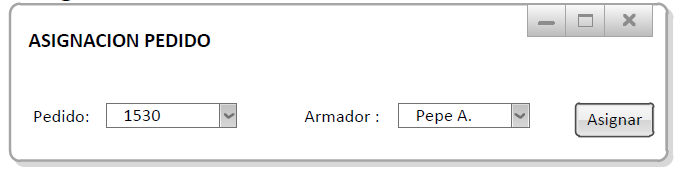 ASIGNACION PEDIDO
Pedido: 1530 Armador : Pepe A. Asignar